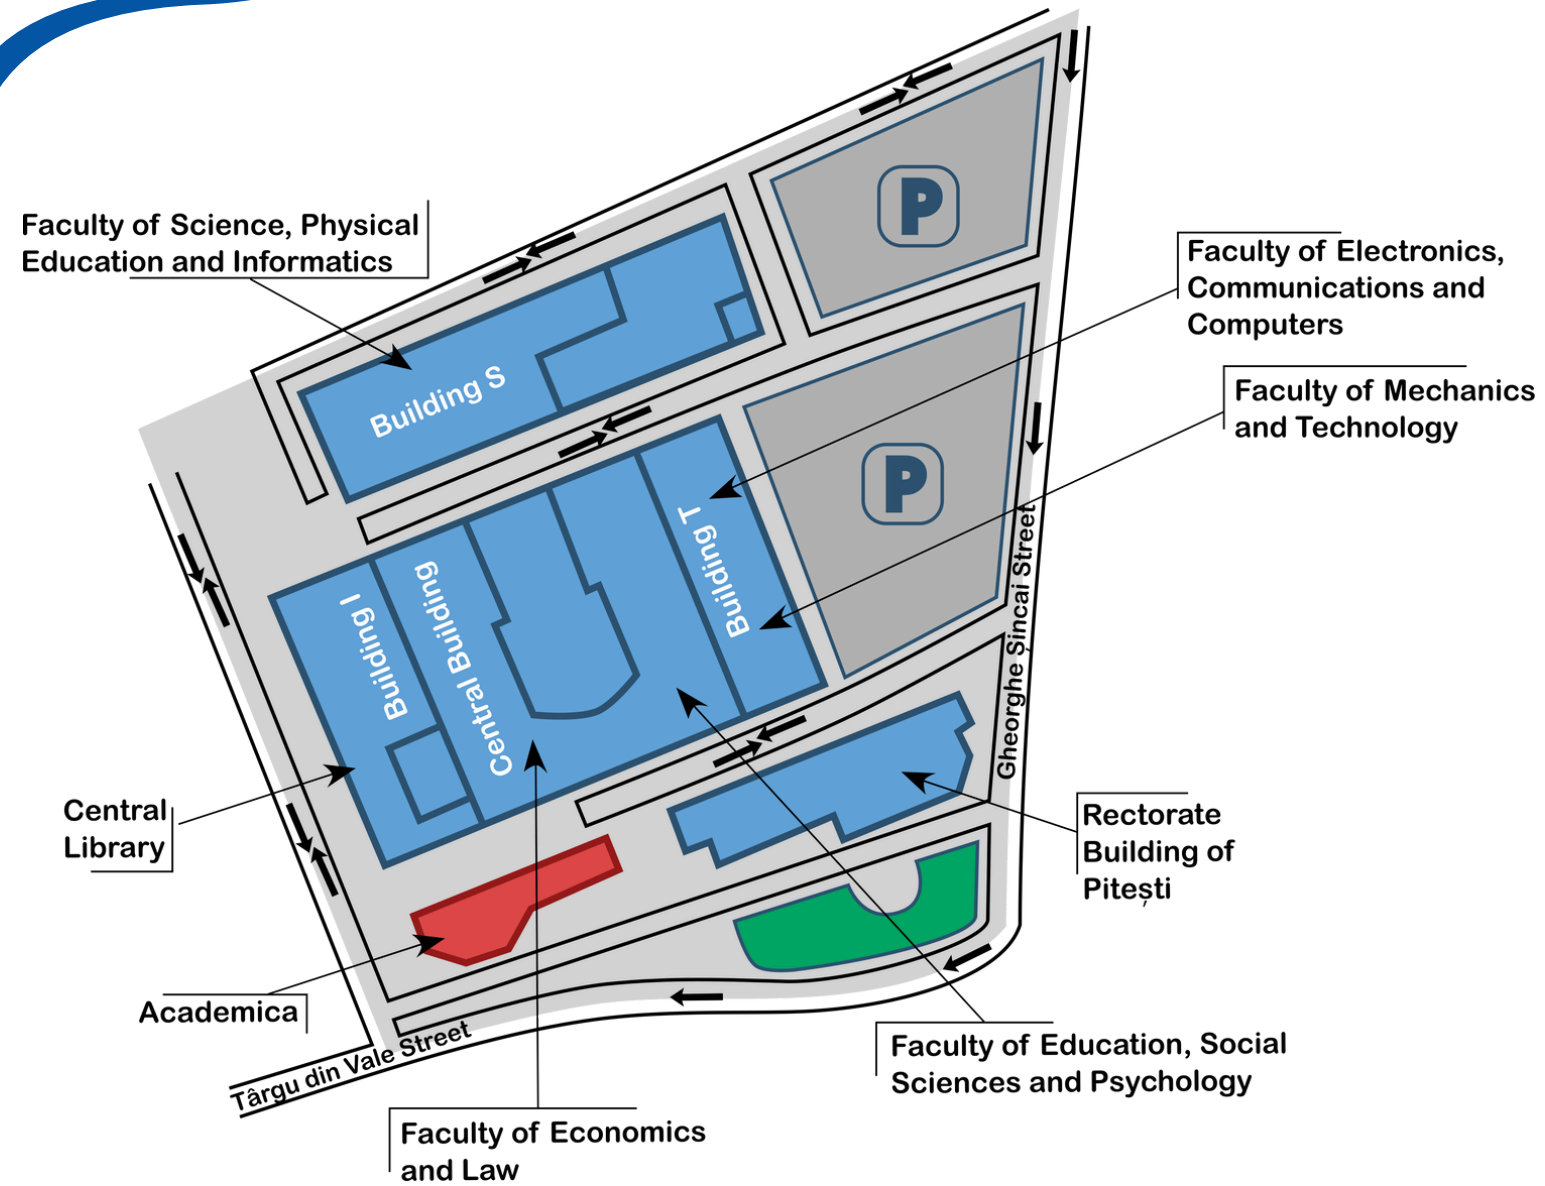 Faculty of Science, Physical
Education and Informatics
P
Faculty of Electronics,
Communications and
Computers
Faculty of Mechanics
and Technology
Building S
P
Building T
Building I
Central Building
Gheorghe Șincai Street
Central
Library
Rectorate
Building of
Pitești
Academica
Târgu din Vale Street
Faculty of Education, Social
Sciences and Psychology
Faculty of Economics
and Law